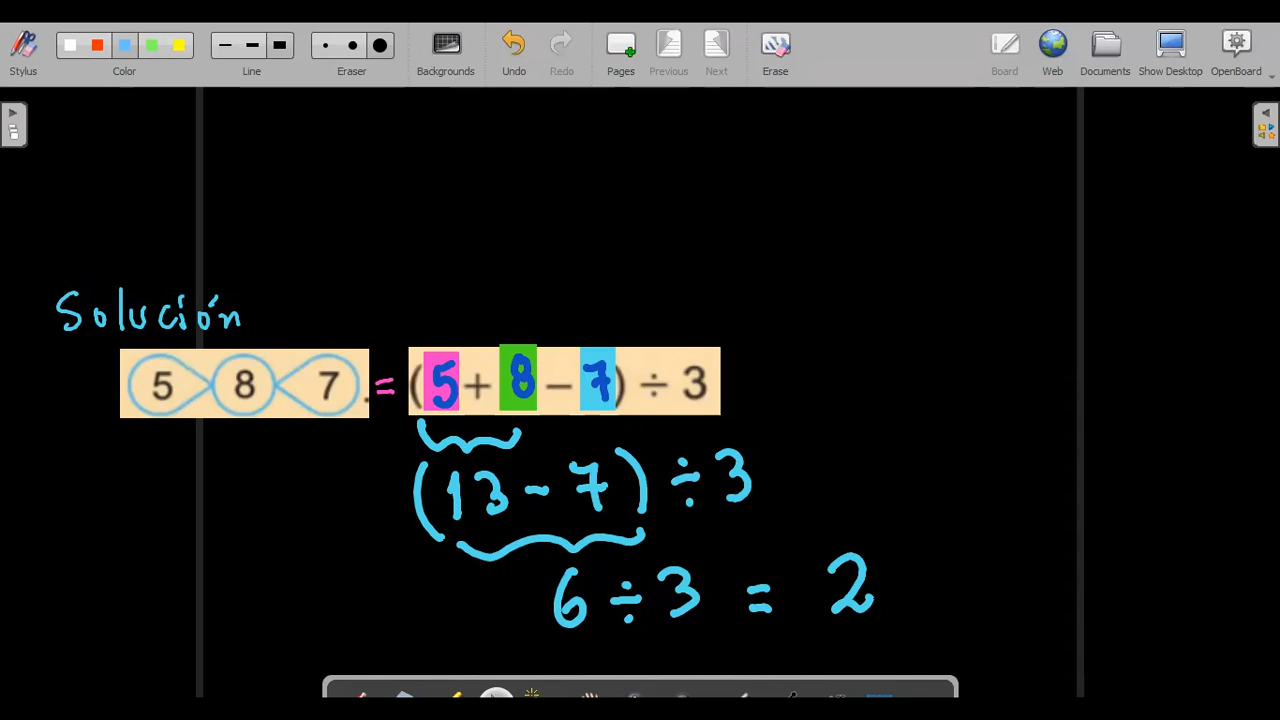 Stylus Color Line Eraser Backgrounds Undo Redo Pages Previous Next Erase Board Web Documents Show Desktop OpenBoard
Solución
5 8 7 . = (5 + 8 − 7) ÷ 3
(13 - 7) ÷ 3
6 ÷ 3 = 2